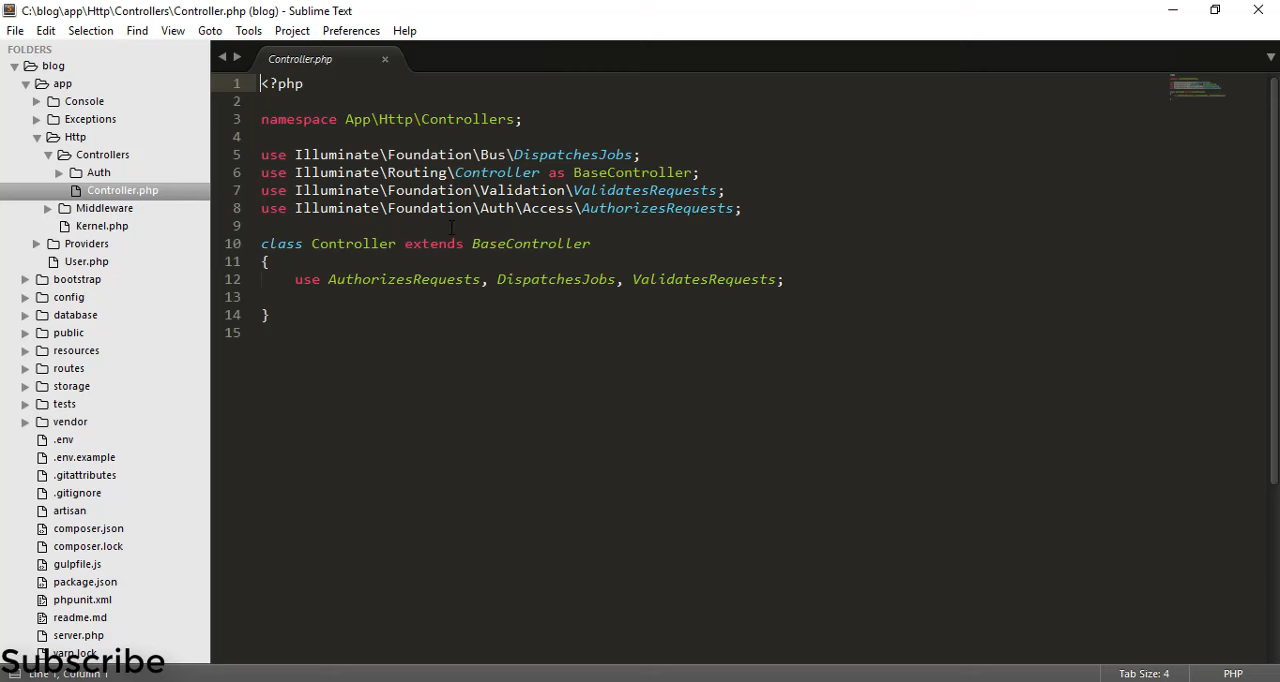 C:\blog\app\Http\Controllers\Controller.php (blog) - Sublime Text
File Edit Selection Find View Goto Tools Project Preferences Help
FOLDERS
blog
app
Console
Exceptions
Http
Controllers
Auth
Controller.php
Middleware
Kernel.php
Providers
User.php
bootstrap
config
database
public
resources
routes
storage
tests
vendor
.env
.env.example
.gitattributes
.gitignore
artisan
composer.json
composer.lock
gulpfile.js
package.json
phpunit.xml
readme.md
server.php
yarn.lock
Subscribe
Controller.php
1 <?php
2
3 namespace App\Http\Controllers;
4
5 use Illuminate\Foundation\Bus\DispatchesJobs;
6 use Illuminate\Routing\Controller as BaseController;
7 use Illuminate\Foundation\Validation\ValidatesRequests;
8 use Illuminate\Foundation\Auth\Access\AuthorizesRequests;
9
10 class Controller extends BaseController
11 {
12 use AuthorizesRequests, DispatchesJobs, ValidatesRequests;
13
14 }
15
Line 1, Column 1
Tab Size: 4
PHP